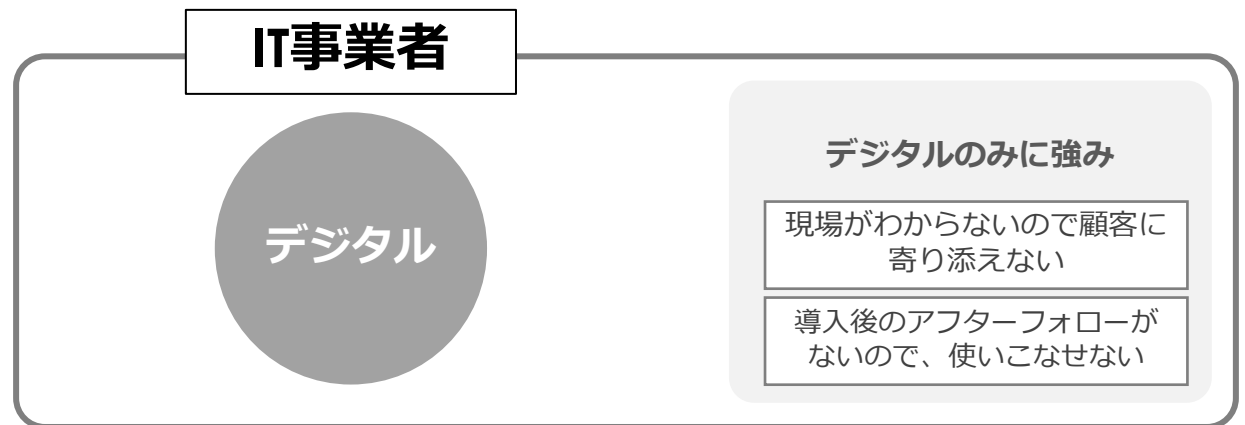 IT事業者
デジタル
デジタルのみに強み
現場がわからないので顧客に
寄り添えない
導入後のアフターフォローが
ないので、使いこなせない